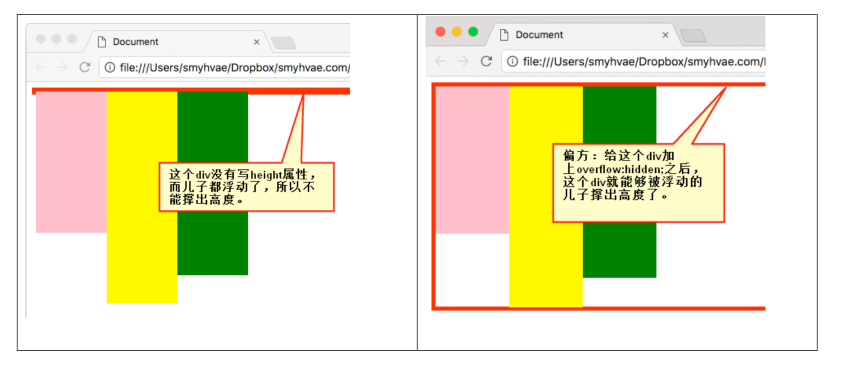 Document
file:///Users/smyhvae/Dropbox/smyhvae.com/
这个div没有写height属性，
而儿子都浮动了，所以不
能撑出高度。
Document
file:///Users/smyhvae/Dropbox/smyhvae.com/
偏方：给这个div加
上overflow:hidden;之后，
这个div就能够被浮动的
儿子撑出高度了。